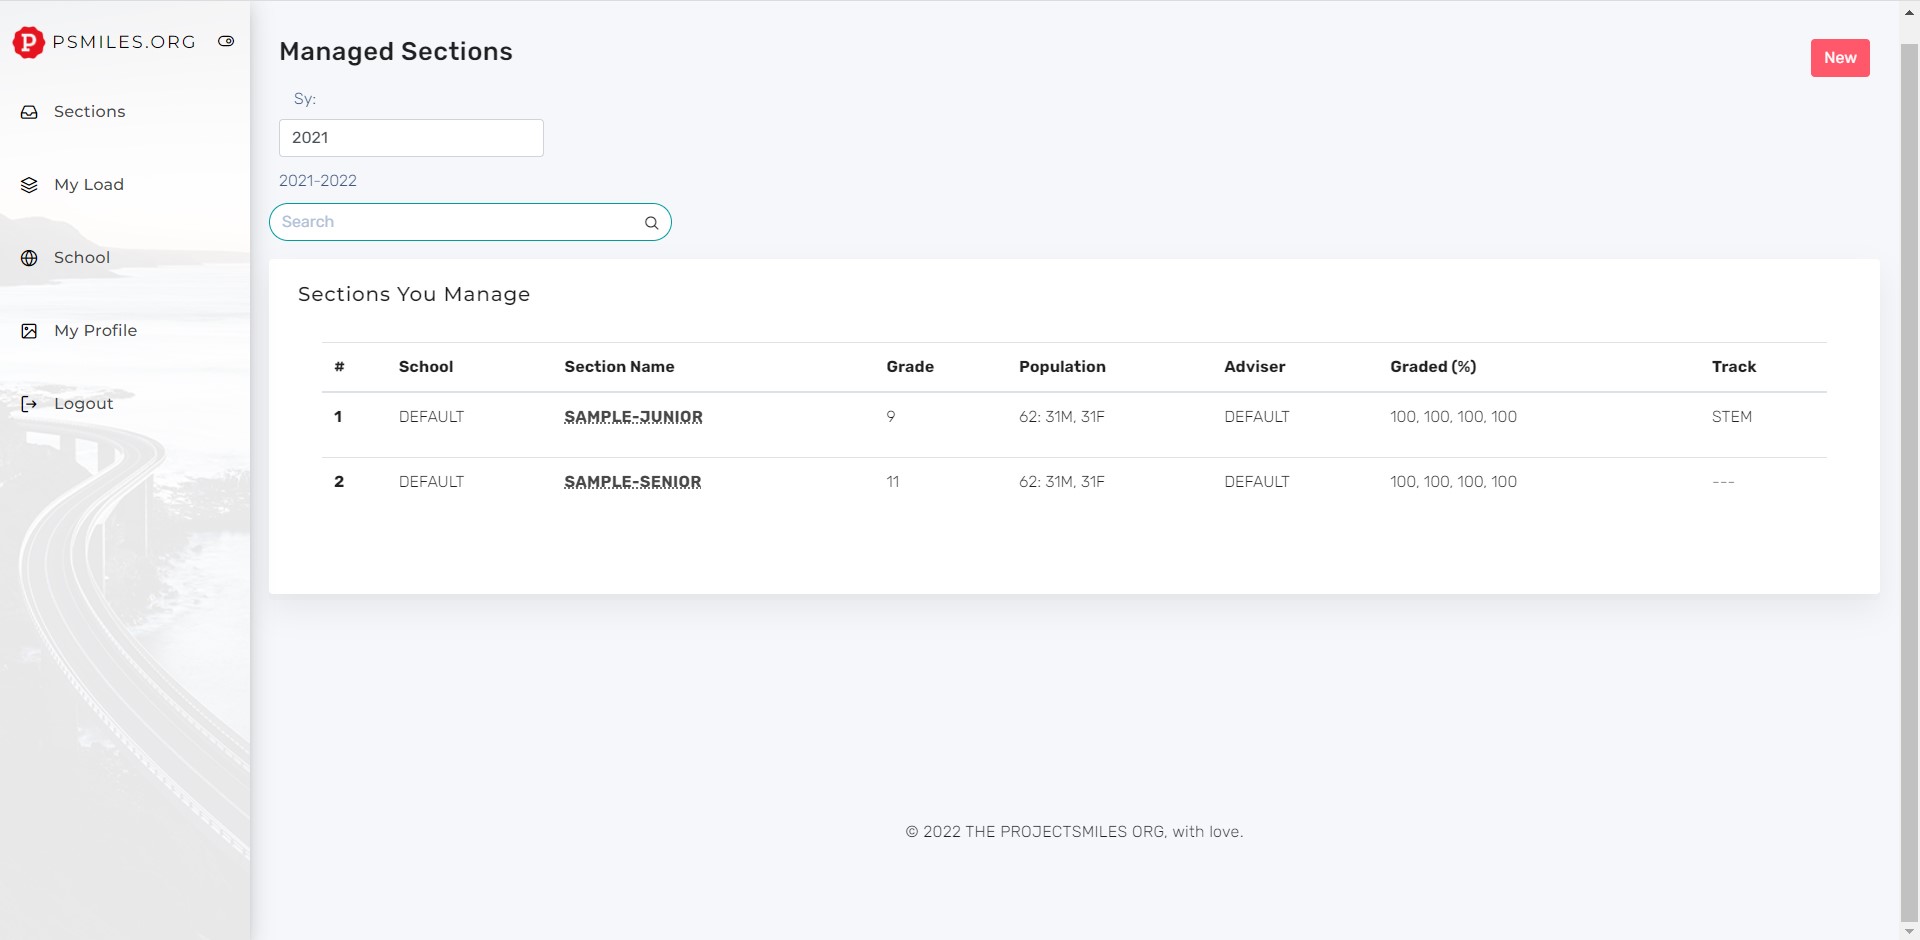 P PSMILES.ORG
Sections
My Load
School
My Profile
Logout
Managed Sections
New
Sy:
2021
2021-2022
Search
Sections You Manage
# School Section Name Grade Population Adviser Graded (%) Track
1 DEFAULT SAMPLE-JUNIOR 9 62: 31M, 31F DEFAULT 100, 100, 100, 100 STEM
2 DEFAULT SAMPLE-SENIOR 11 62: 31M, 31F DEFAULT 100, 100, 100, 100 ---
© 2022 THE PROJECTSMILES ORG, with love.